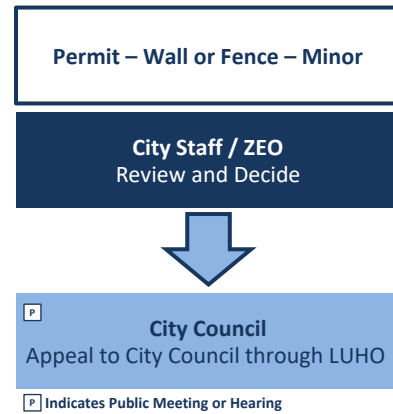 Permit – Wall or Fence – Minor
City Staff / ZEO
Review and Decide
P
City Council
Appeal to City Council through LUHO
P Indicates Public Meeting or Hearing